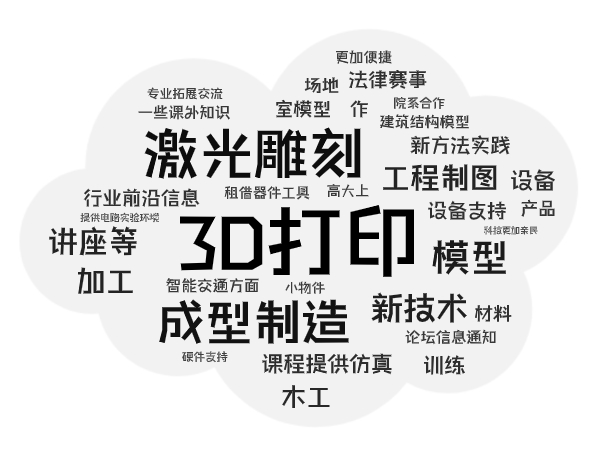 更加便捷
场地
法律赛事
专业拓展交流
一些课外知识
室模型
作
院系合作
建筑结构模型
激光雕刻
新方法实践
工程制图
设备
行业前沿信息
租借器件工具
高大上
提供电路实验环境
3D打印
设备支持
产品
讲座等
科技更加亲民
模型
加工
智能交通方面
小物件
成型制造
新技术
材料
论坛信息通知
硬件支持
课程提供仿真
训练
木工